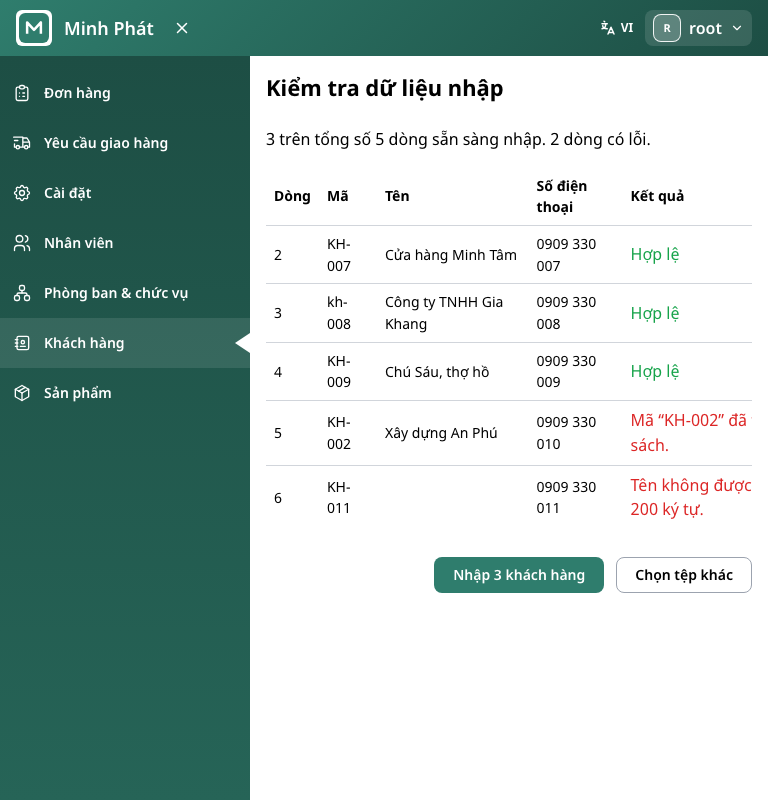 Minh Phát
VI
R
root
Đơn hàng
Yêu cầu giao hàng
Cài đặt
Nhân viên
Phòng ban & chức vụ
Khách hàng
Sản phẩm
Kiểm tra dữ liệu nhập
3 trên tổng số 5 dòng sẵn sàng nhập. 2 dòng có lỗi.
Dòng Mã Tên Số điện thoại Kết quả
2 KH-007 Cửa hàng Minh Tâm 0909 330 007 Hợp lệ
3 kh-008 Công ty TNHH Gia Khang 0909 330 008 Hợp lệ
4 KH-009 Chú Sáu, thợ hồ 0909 330 009 Hợp lệ
5 KH-002 Xây dựng An Phú 0909 330 010 Mã “KH-002” đã sách.
6 KH-011 0909 330 011 Tên không được 200 ký tự.
Nhập 3 khách hàng
Chọn tệp khác